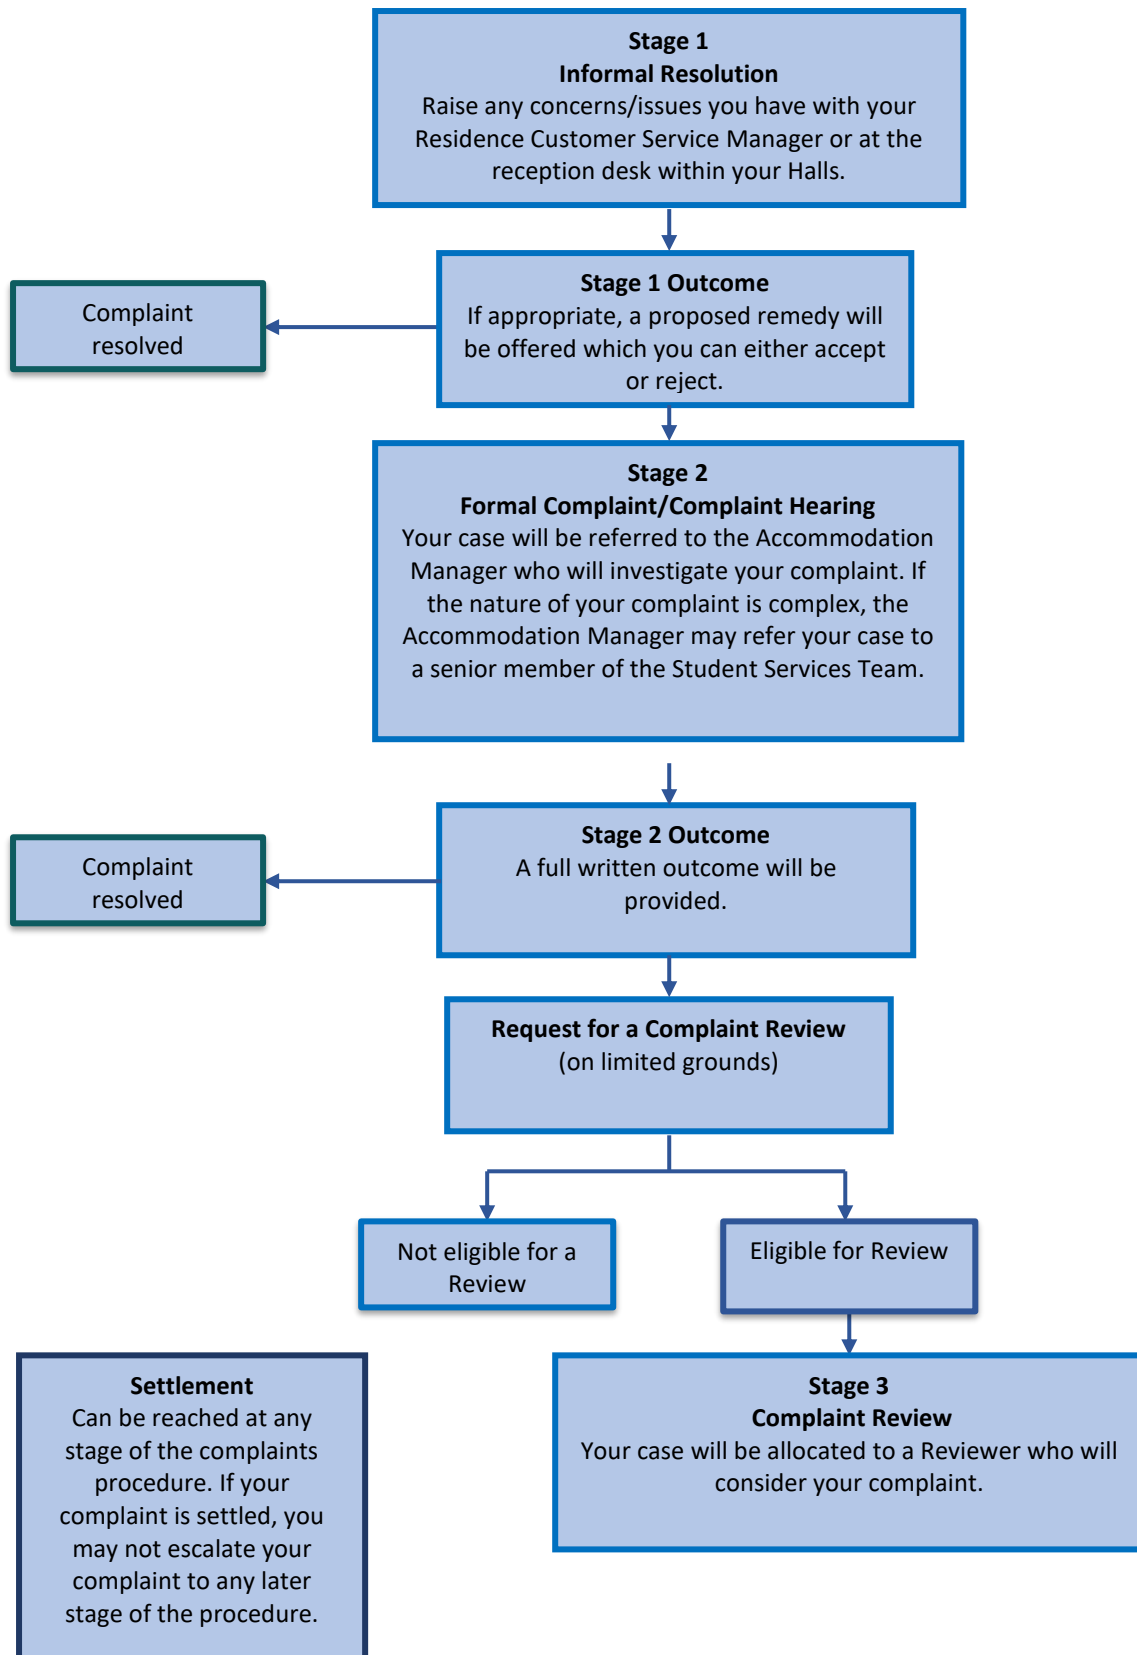 Stage 1
Informal Resolution
Raise any concerns/issues you have with your
Residence Customer Service Manager or at the
reception desk within your Halls.
Stage 1 Outcome
If appropriate, a proposed remedy will
be offered which you can either accept
or reject.
Complaint
resolved
Stage 2
Formal Complaint/Complaint Hearing
Your case will be referred to the Accommodation
Manager who will investigate your complaint. If
the nature of your complaint is complex, the
Accommodation Manager may refer your case to
a senior member of the Student Services Team.
Stage 2 Outcome
A full written outcome will be
provided.
Complaint
resolved
Request for a Complaint Review
(on limited grounds)
Not eligible for a
Review
Eligible for Review
Settlement
Can be reached at any
stage of the complaints
procedure. If your
complaint is settled, you
may not escalate your
complaint to any later
stage of the procedure.
Stage 3
Complaint Review
Your case will be allocated to a Reviewer who will
consider your complaint.